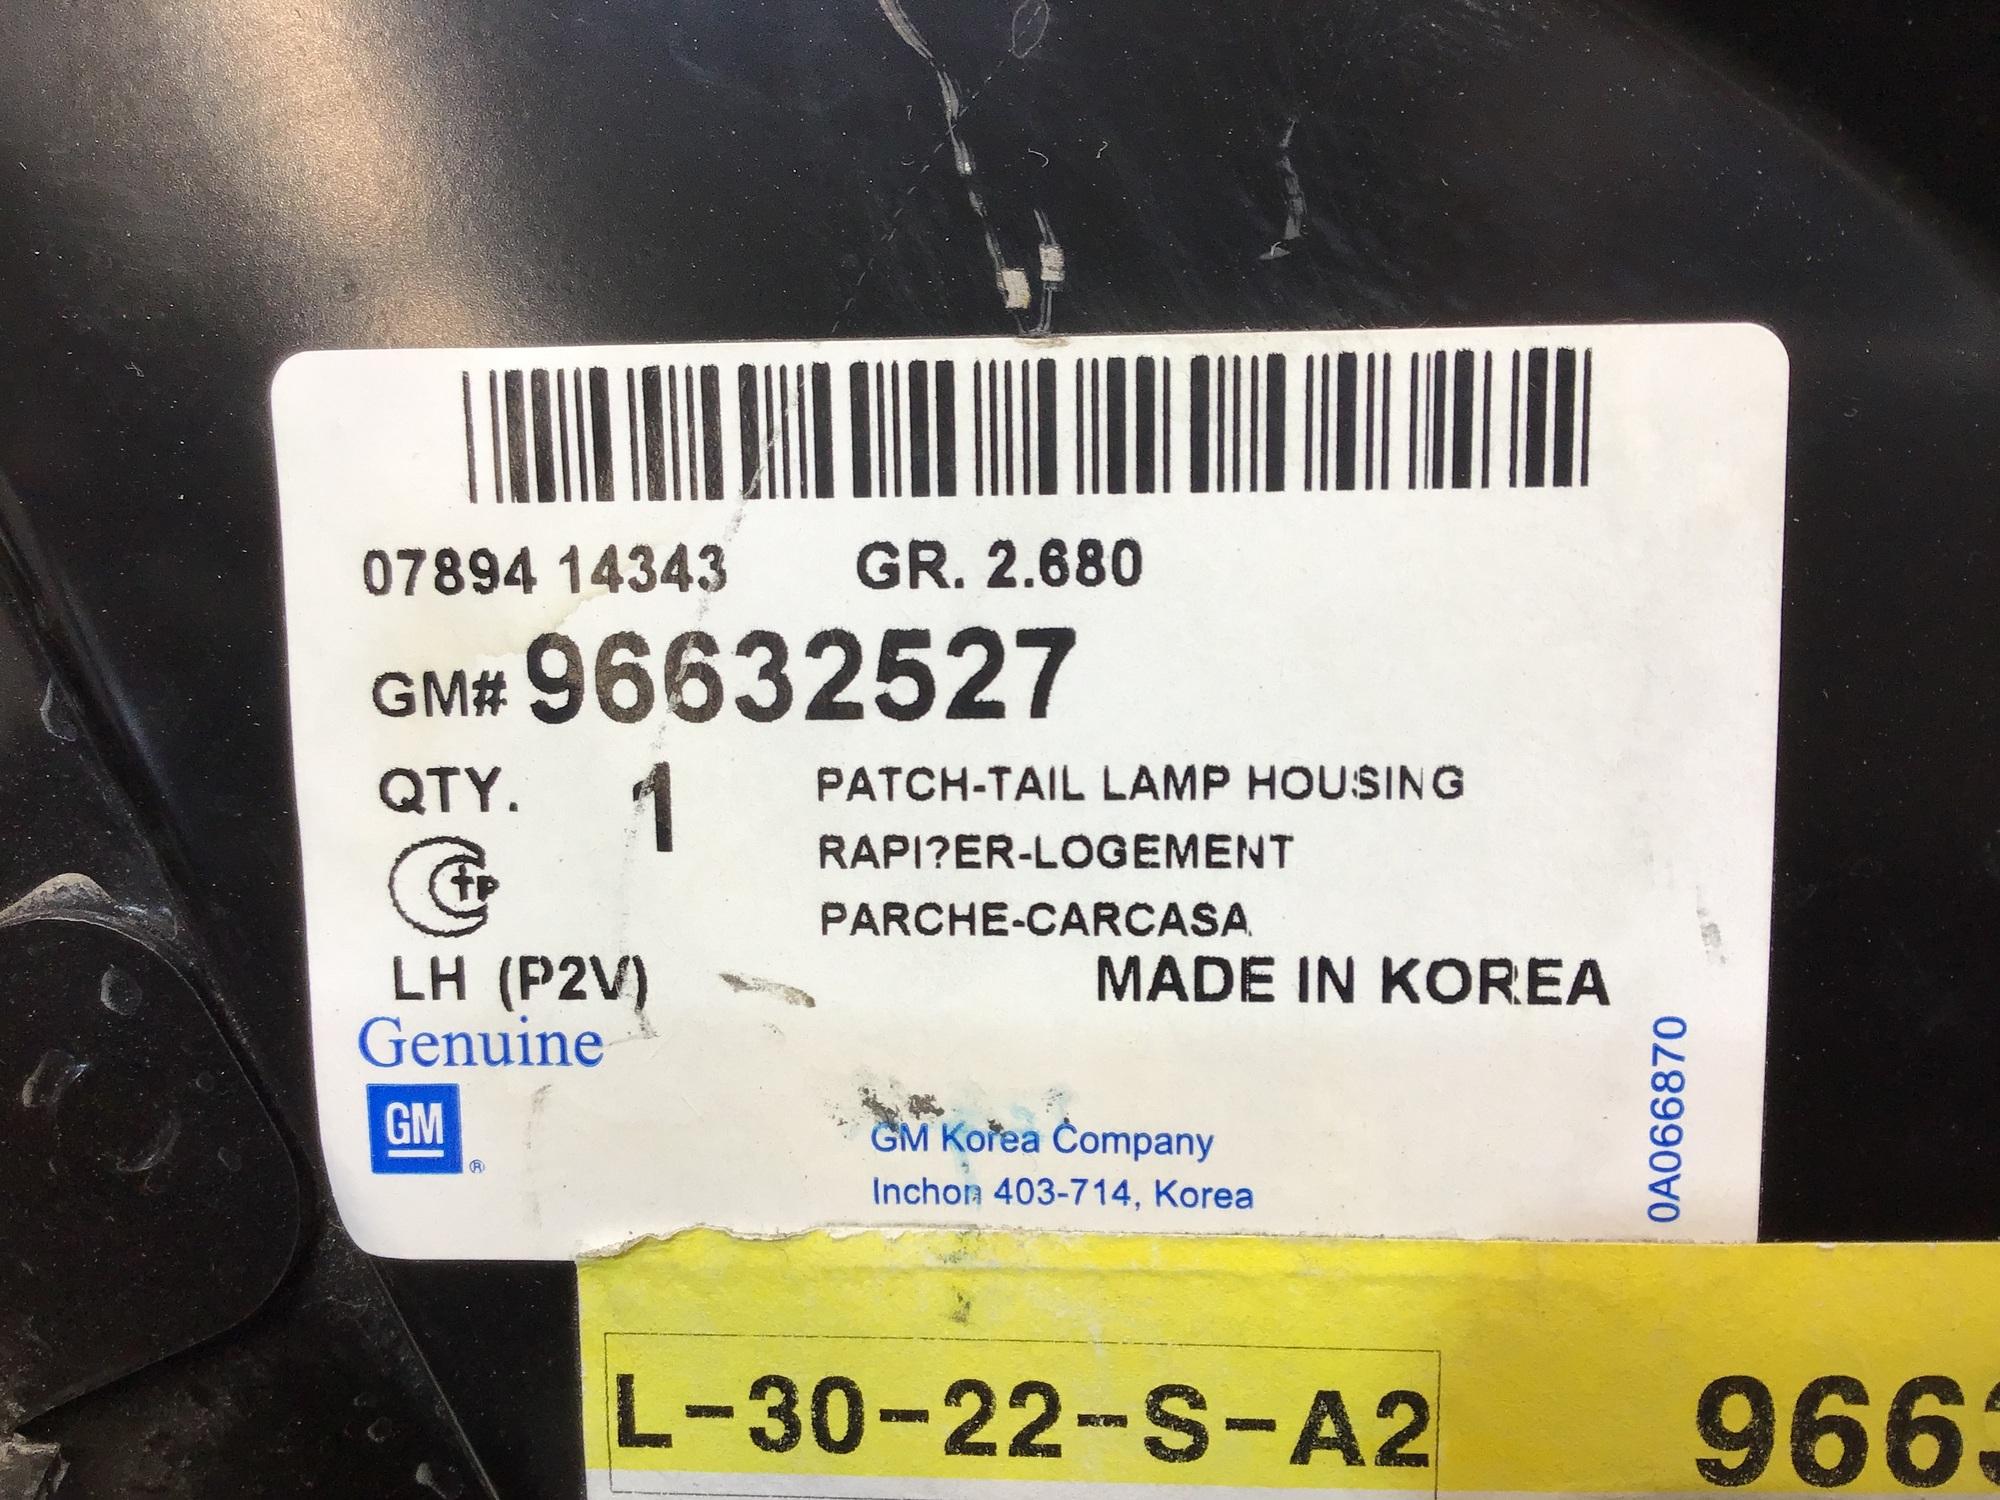 07894 14343 GR. 2.680
GM# 96632527
QTY. 1 PATCH-TAIL LAMP HOUSING
RAPI?ER-LOGEMENT
PARCHE-CARCASA
LH (P2V) MADE IN KOREA
Genuine
GM ®
GM Korea Company
Inchon 403-714, Korea
0A066870
L-30-22-S-A2 9663